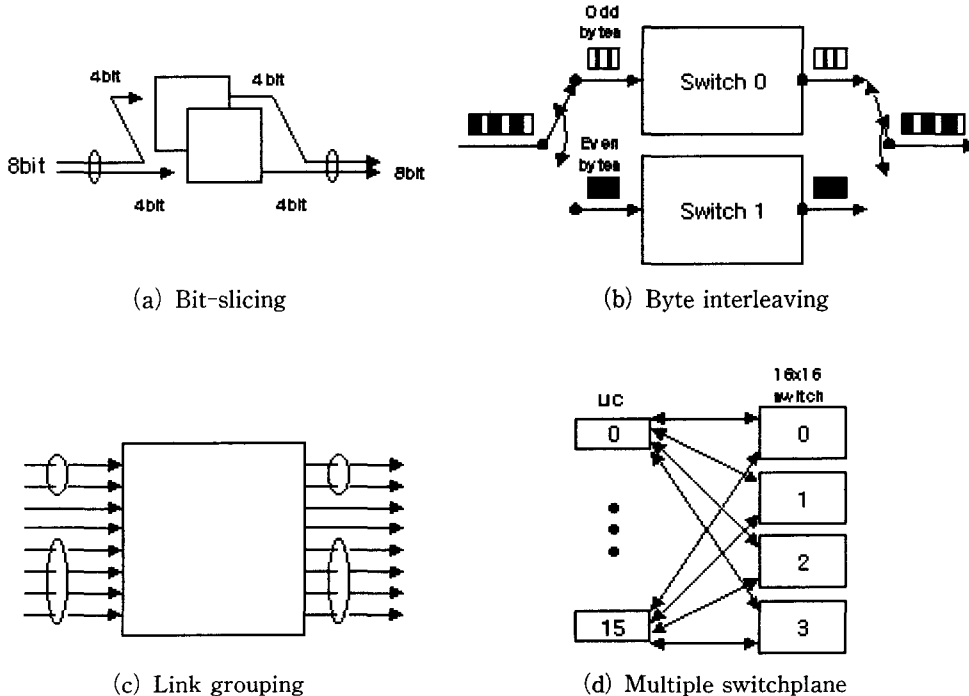 4bit
4bit
8bit
4bit
4bit
8bit
(a) Bit-slicing
Odd
bytes
Switch 0
Even
bytes
Switch 1
(b) Byte interleaving
(c) Link grouping
LIC
0
15
16x16
switch
0
1
2
3
(d) Multiple switchplane